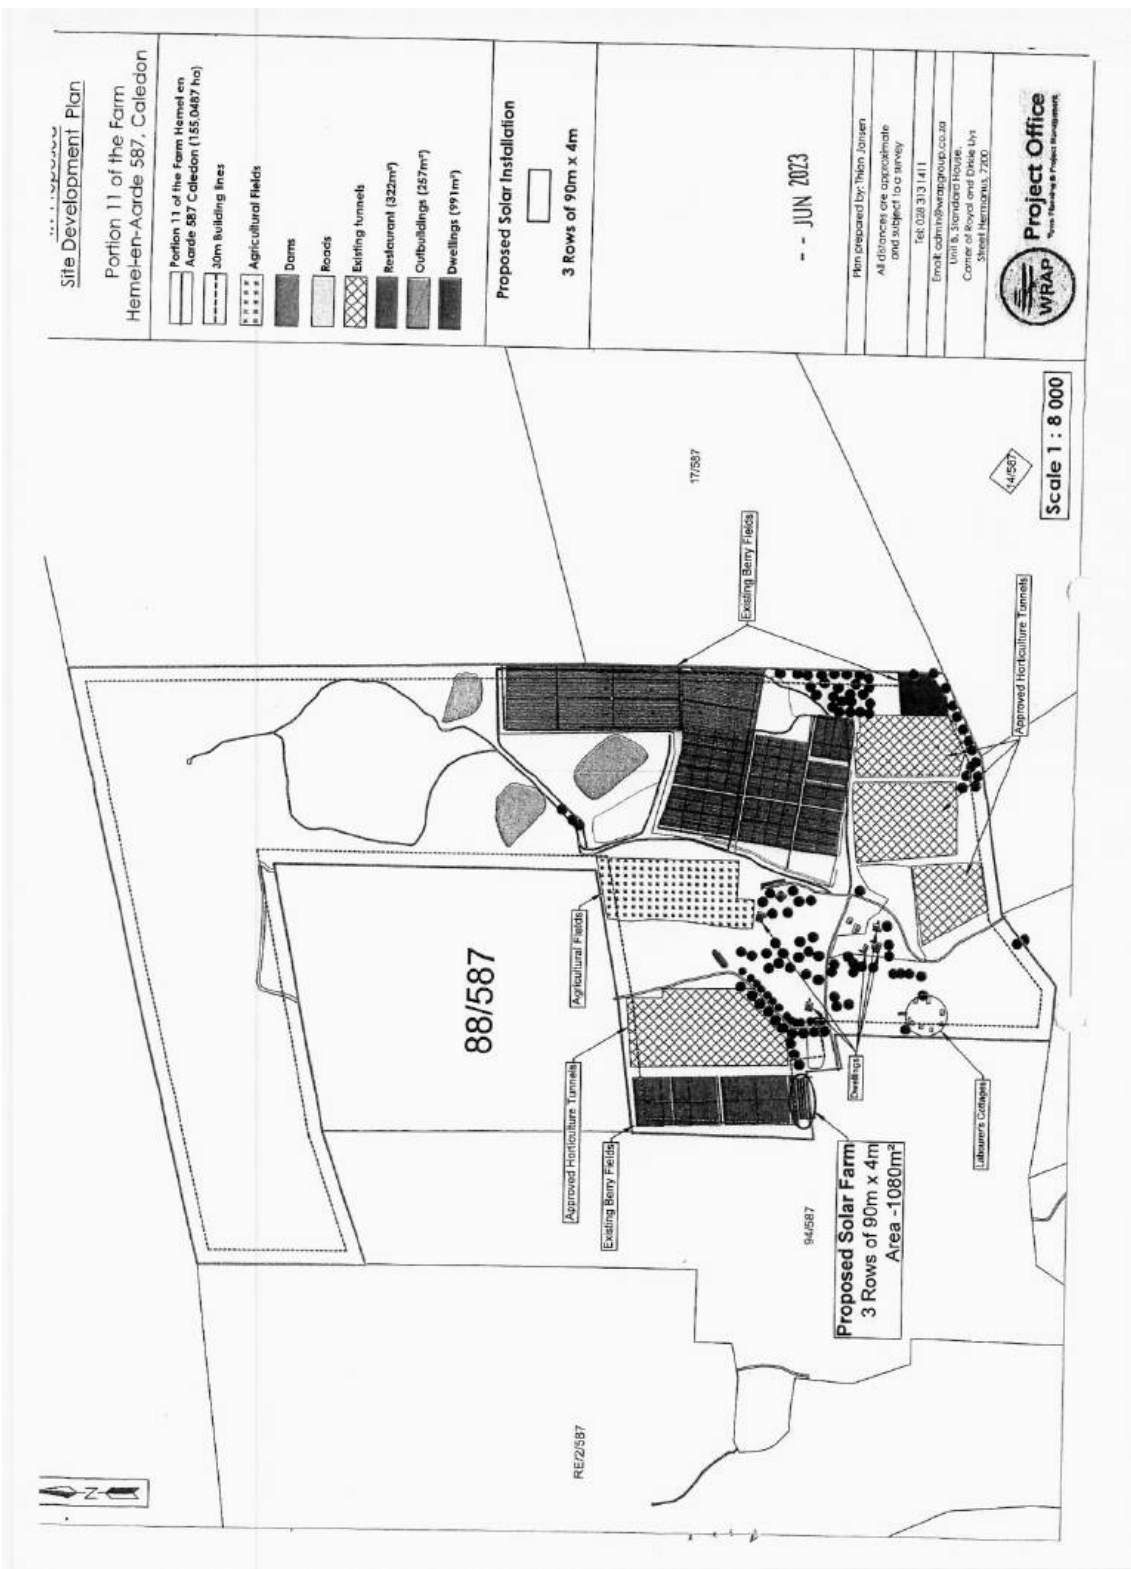 Site Development Plan
Portion 11 of the Farm
Hemel-en-Aarde 587, Caledon
Portion 11 of the Farm Hemel en
Aarde 587 Caledon (155,0487 ha)
30m Building lines
Agricultural Fields
Dams
Roads
Existing tunnels
Restaurant (322m²)
Outbuildings (257m²)
Dwellings (991m²)
Proposed Solar Installation
3 Rows of 90m x 4m
-- JUN 2023
Plan prepared by: Thian Jansen
All distances are approximate
and subject to a survey
Tel: 028 313 1411
Email: admin@wrapgroup.co.za
Unit B, Standard House,
Corner of Royal and Dirkie Uys
Street Hermanus, 7200
WRAP
Project Office
Town Planning & Project Management
Scale 1 : 8 000
14/587
17/587
Existing Berry Fields
Approved Horticulture Tunnels
Agricultural Fields
88/587
Approved Horticulture Tunnels
Existing Berry Fields
Dwellings
Labourer's Cottages
Proposed Solar Farm
3 Rows of 90m x 4m
Area -1080m²
94/587
RE/2/587
N